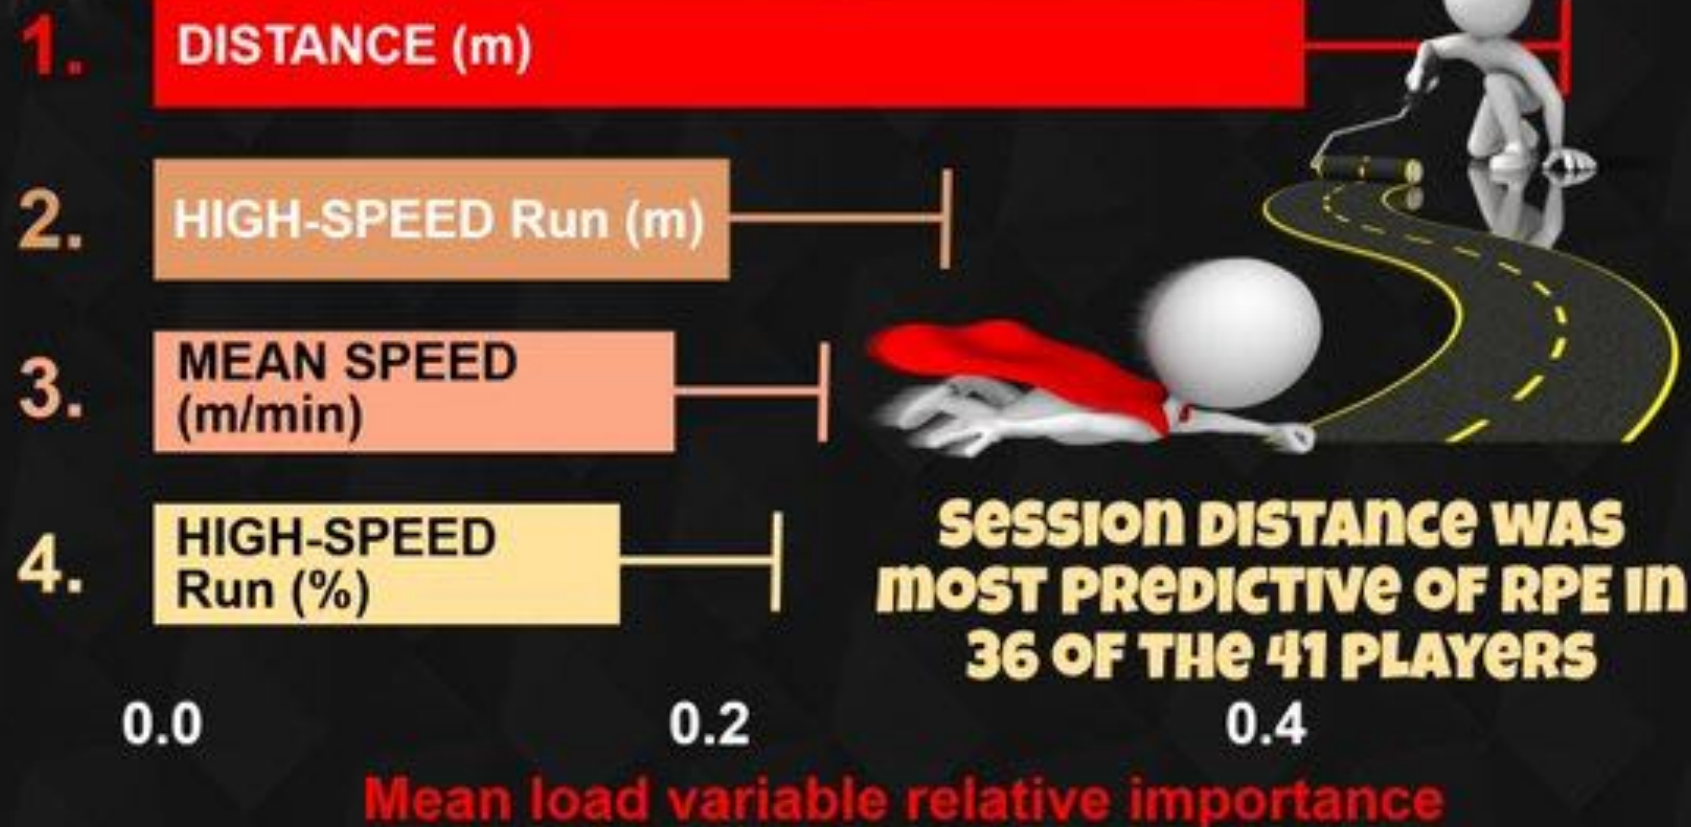 1.
DISTANCE (m)
2.
HIGH-SPEED Run (m)
3.
MEAN SPEED
(m/min)
4.
HIGH-SPEED
Run (%)
SESSION DISTANCE WAS
MOST PREDICTIVE OF RPE IN
36 OF THE 41 PLAYERS
0.0 0.2 0.4
Mean load variable relative importance